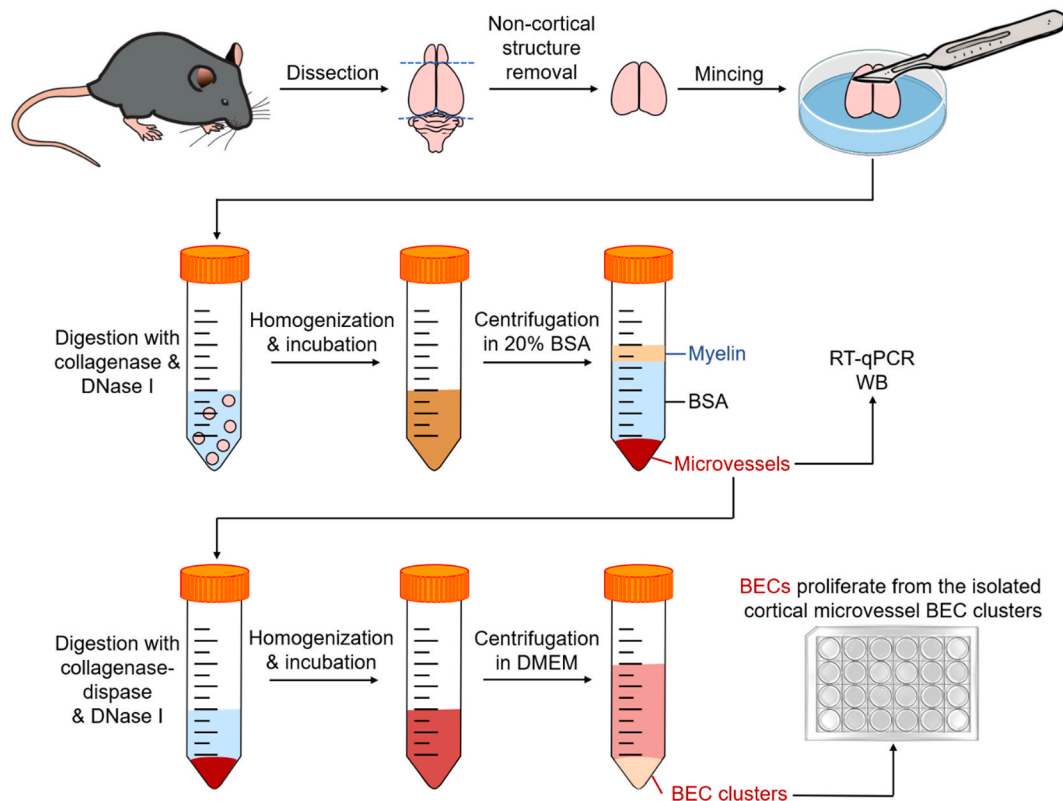 Non-cortical
structure
removal
Dissection
Mincing
Digestion with
collagenase &
DNase I
Homogenization
& incubation
Centrifugation
in 20% BSA
Myelin
BSA
Microvessels
RT-qPCR
WB
Digestion with
collagenase-
dispase
& DNase I
Homogenization
& incubation
Centrifugation
in DMEM
BEC clusters
BECs proliferate from the isolated
cortical microvessel BEC clusters